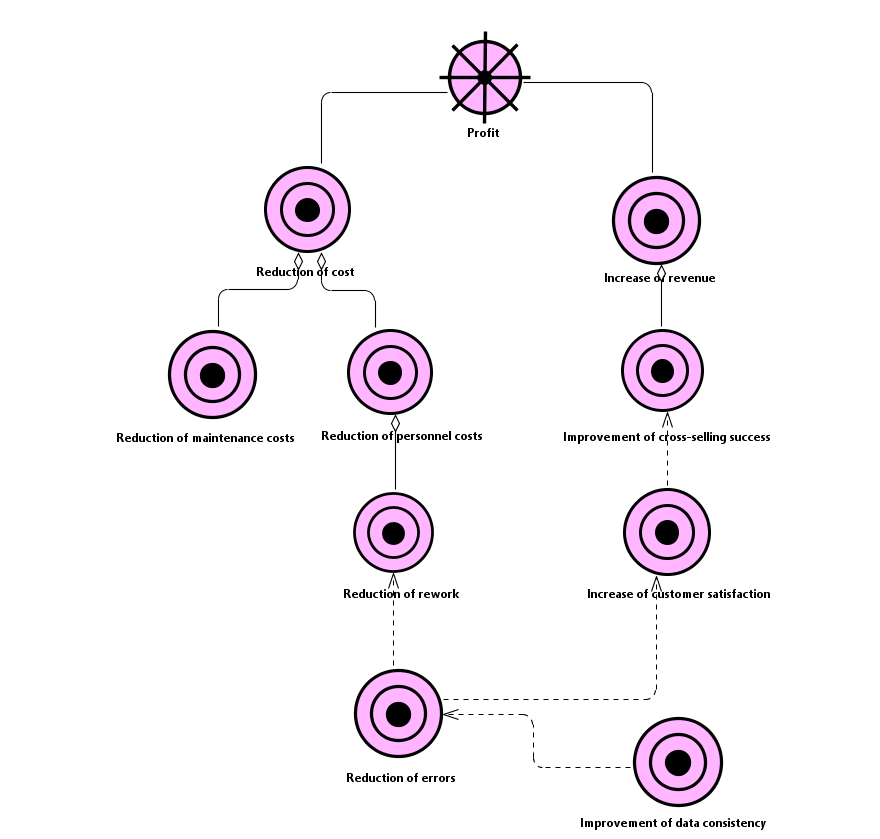 Profit
Reduction of cost
Increase of revenue
Reduction of maintenance costs
Reduction of personnel costs
Improvement of cross-selling success
Reduction of rework
Increase of customer satisfaction
Reduction of errors
Improvement of data consistency